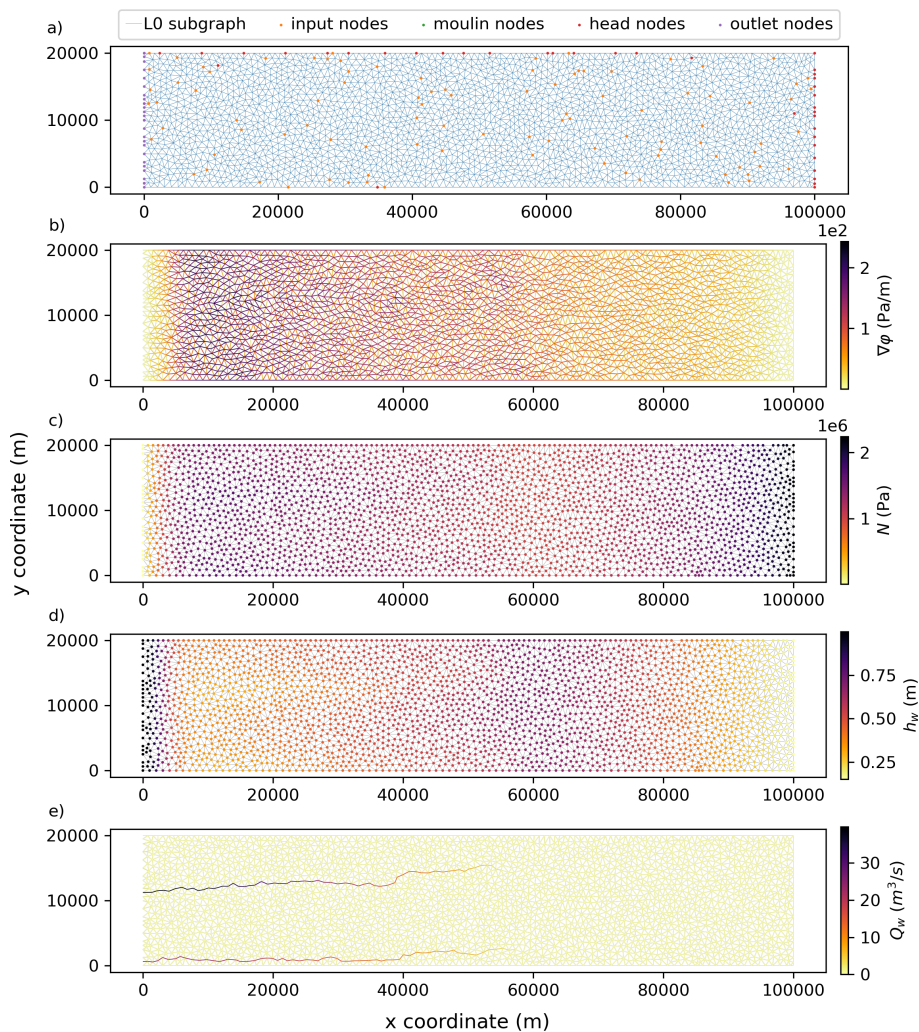 L0 subgraph input nodes moulin nodes head nodes outlet nodes
a)
20000
10000
0
0 20000 40000 60000 80000 100000
b)
1e2
20000
10000
0
2
1
∇φ (Pa/m)
0 20000 40000 60000 80000 100000
c)
1e6
20000
10000
0
2
1
N (Pa)
0 20000 40000 60000 80000 100000
d)
20000
10000
0
0.75
0.50
0.25
h_w (m)
0 20000 40000 60000 80000 100000
e)
20000
10000
0
30
20
10
0
Q_w (m^3/s)
0 20000 40000 60000 80000 100000
y coordinate (m)
x coordinate (m)